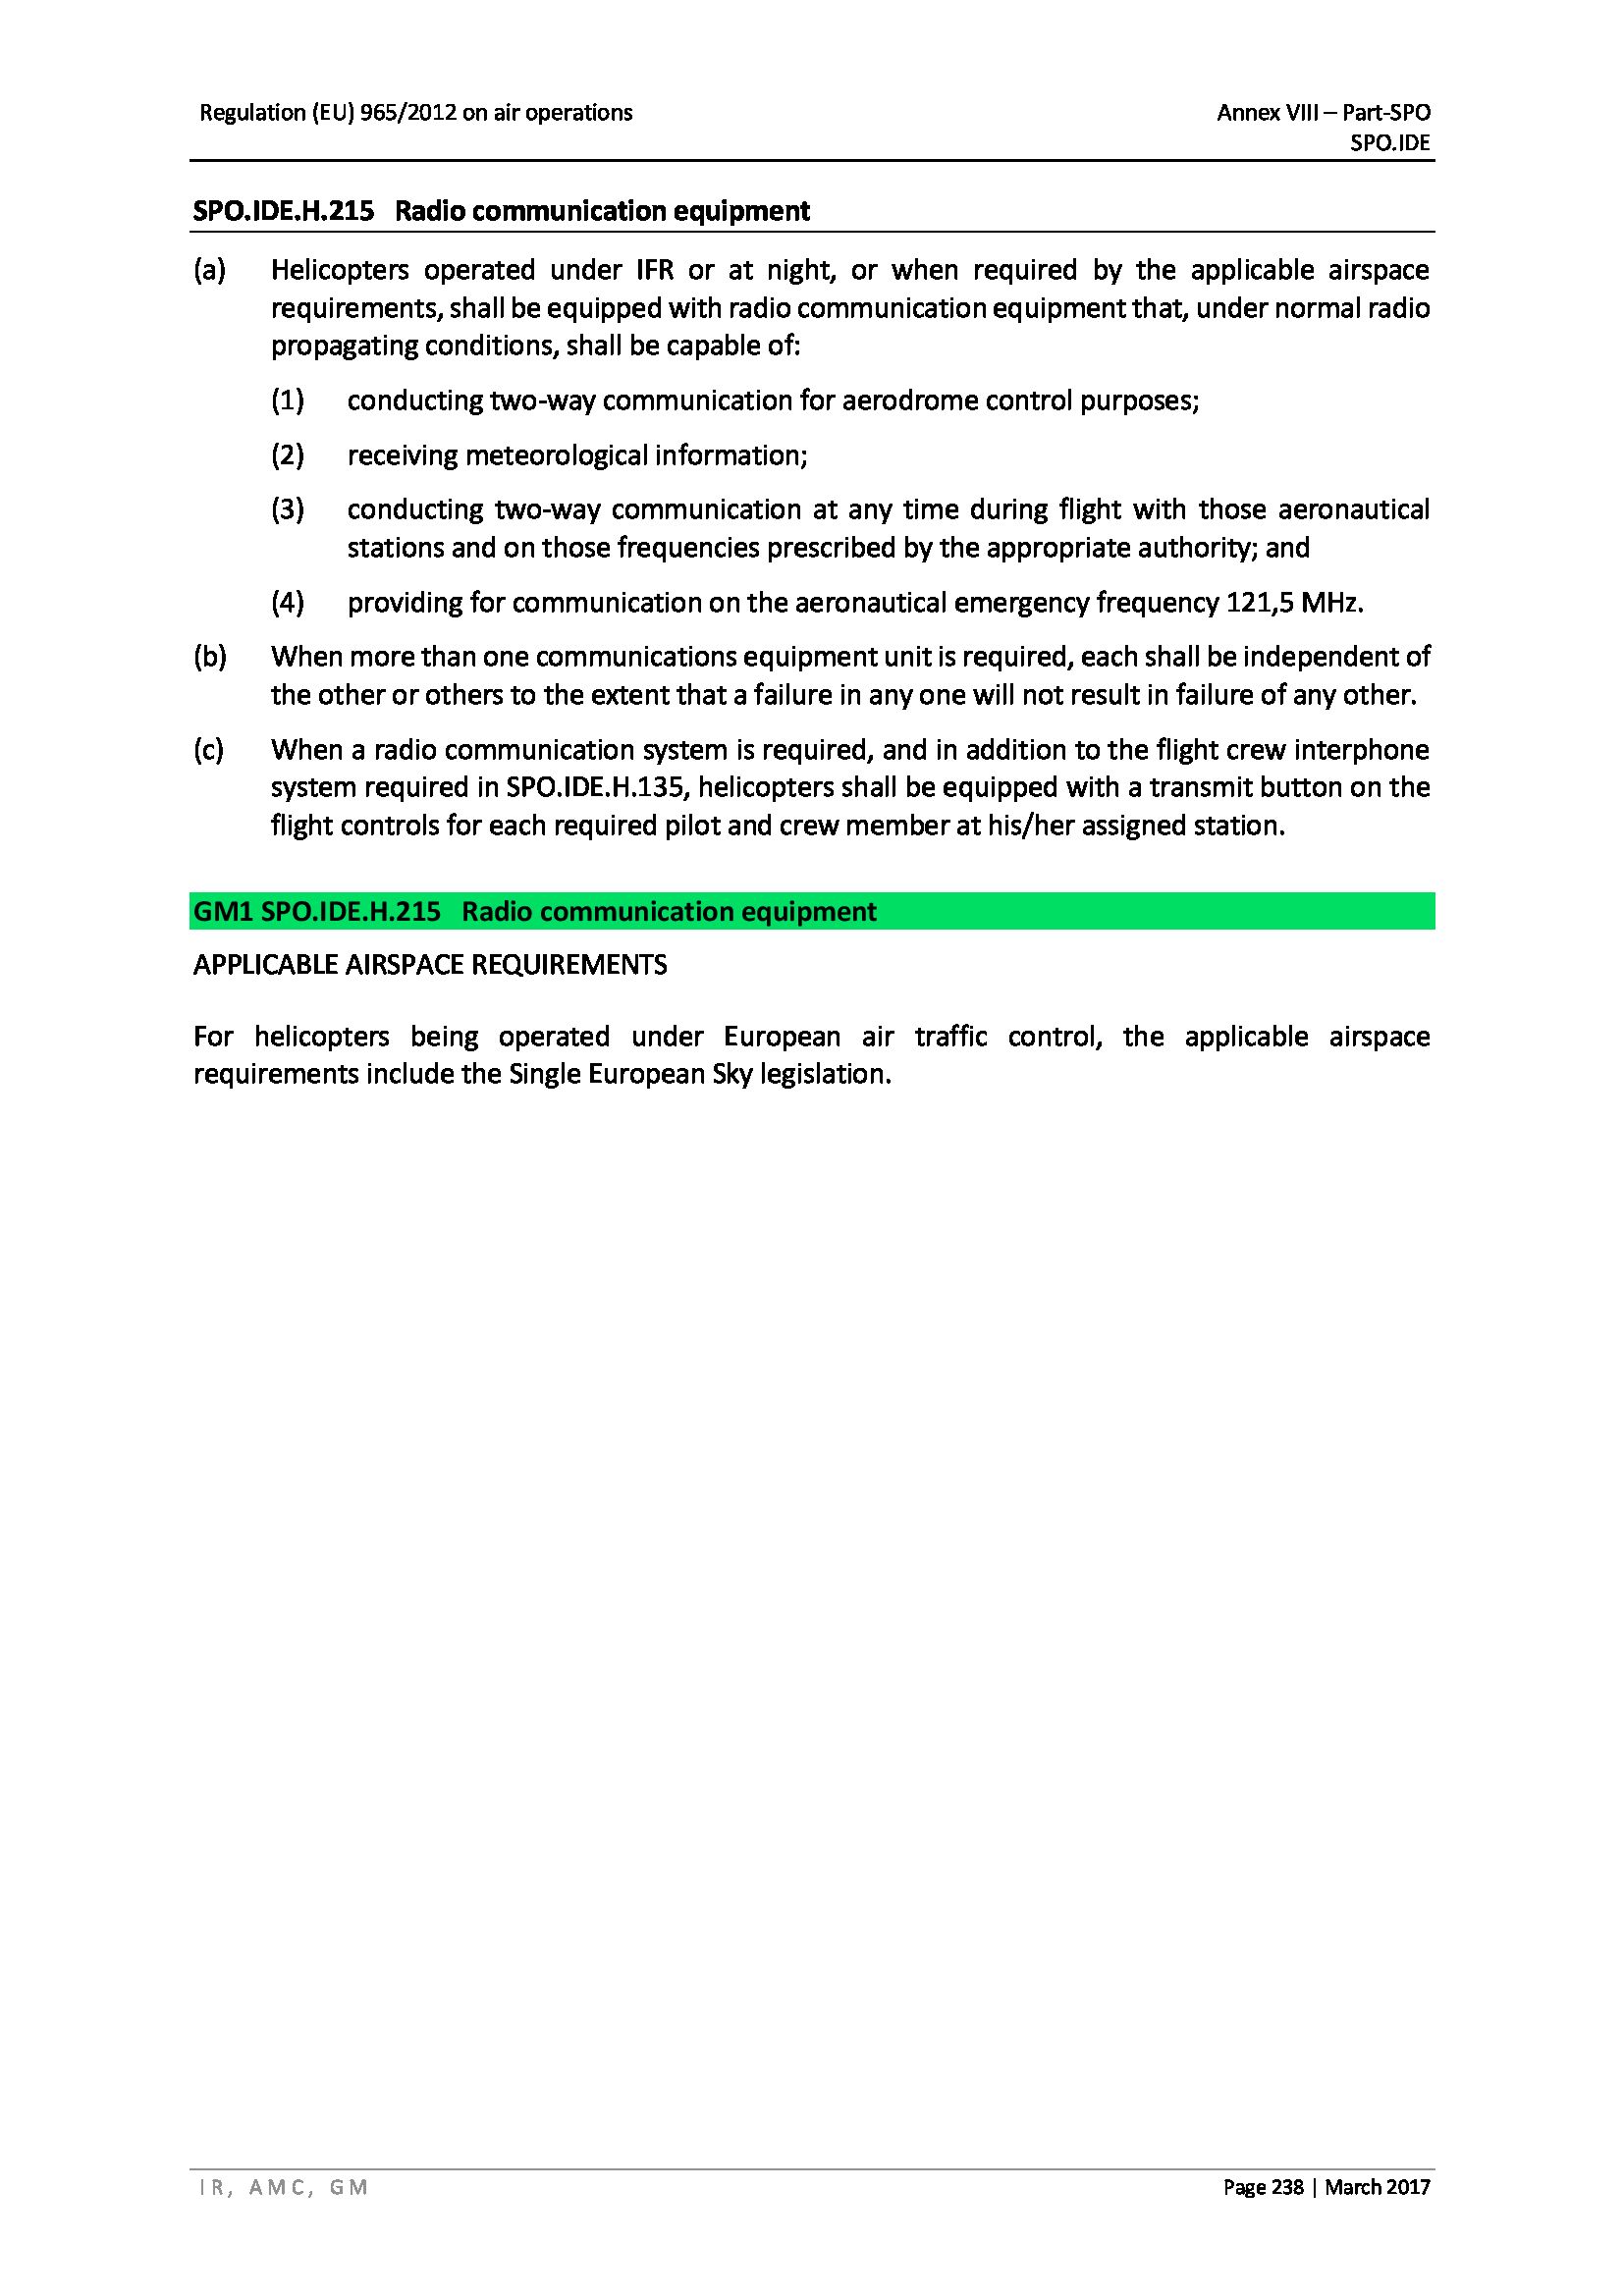 Regulation (EU) 965/2012 on air operations
Annex VIII – Part-SPO
SPO.IDE
SPO.IDE.H.215 Radio communication equipment
(a) Helicopters operated under IFR or at night, or when required by the applicable airspace
requirements, shall be equipped with radio communication equipment that, under normal radio
propagating conditions, shall be capable of:
(1) conducting two-way communication for aerodrome control purposes;
(2) receiving meteorological information;
(3) conducting two-way communication at any time during flight with those aeronautical
stations and on those frequencies prescribed by the appropriate authority; and
(4) providing for communication on the aeronautical emergency frequency 121,5 MHz.
(b) When more than one communications equipment unit is required, each shall be independent of
the other or others to the extent that a failure in any one will not result in failure of any other.
(c) When a radio communication system is required, and in addition to the flight crew interphone
system required in SPO.IDE.H.135, helicopters shall be equipped with a transmit button on the
flight controls for each required pilot and crew member at his/her assigned station.
GM1 SPO.IDE.H.215 Radio communication equipment
APPLICABLE AIRSPACE REQUIREMENTS
For helicopters being operated under European air traffic control, the applicable airspace
requirements include the Single European Sky legislation.
IR, AMC, GM
Page 238 | March 2017